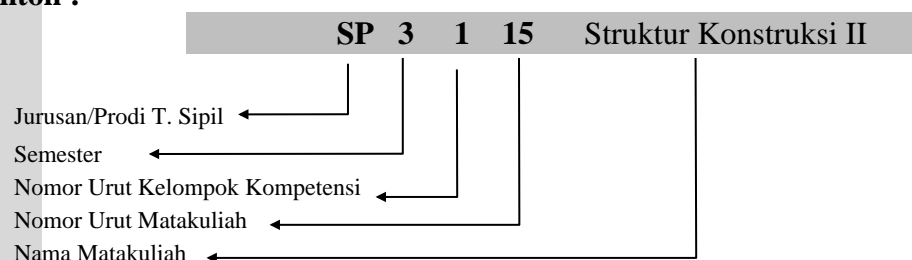 SP 3 1 15 Struktur Konstruksi II
Jurusan/Prodi T. Sipil
Semester
Nomor Urut Kelompok Kompetensi
Nomor Urut Matakuliah
Nama Matakuliah